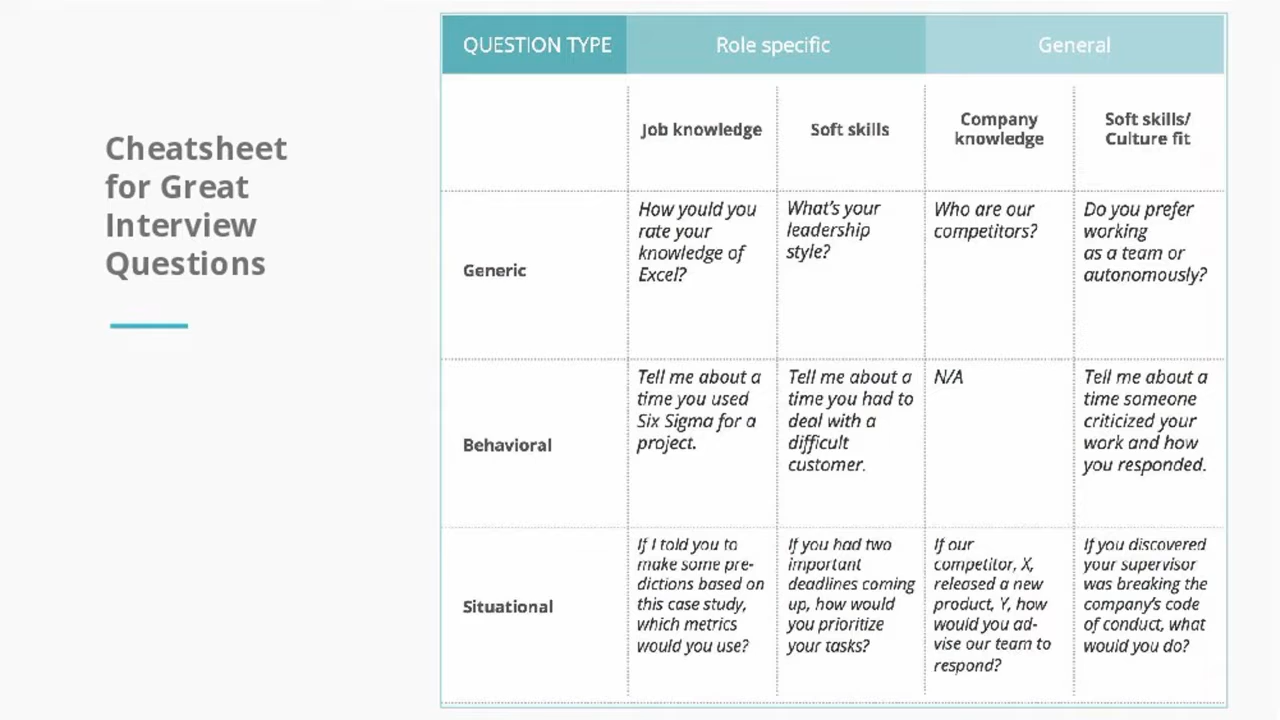 Cheatsheet
for Great
Interview
Questions
QUESTION TYPE
Role specific
General
Job knowledge
Soft skills
Company
knowledge
Soft skills/
Culture fit
Generic
How yould you
rate your
knowledge of
Excel?
What's your
leadership
style?
Who are our
competitors?
Do you prefer
working
as a team or
autonomously?
Behavioral
Tell me about a
time you used
Six Sigma for a
project.
Tell me about a
time you had to
deal with a
difficult
customer.
N/A
Tell me about a
time someone
criticized your
work and how
you responded.
Situational
If I told you to
make some pre-
dictions based on
this case study,
which metrics
would you use?
If you had two
important
deadlines coming
up, how would
you prioritize
your tasks?
If our
competitor, X,
released a new
product, Y, how
would you ad-
vise our team to
respond?
If you discovered
your supervisor
was breaking the
company's code
of conduct, what
would you do?